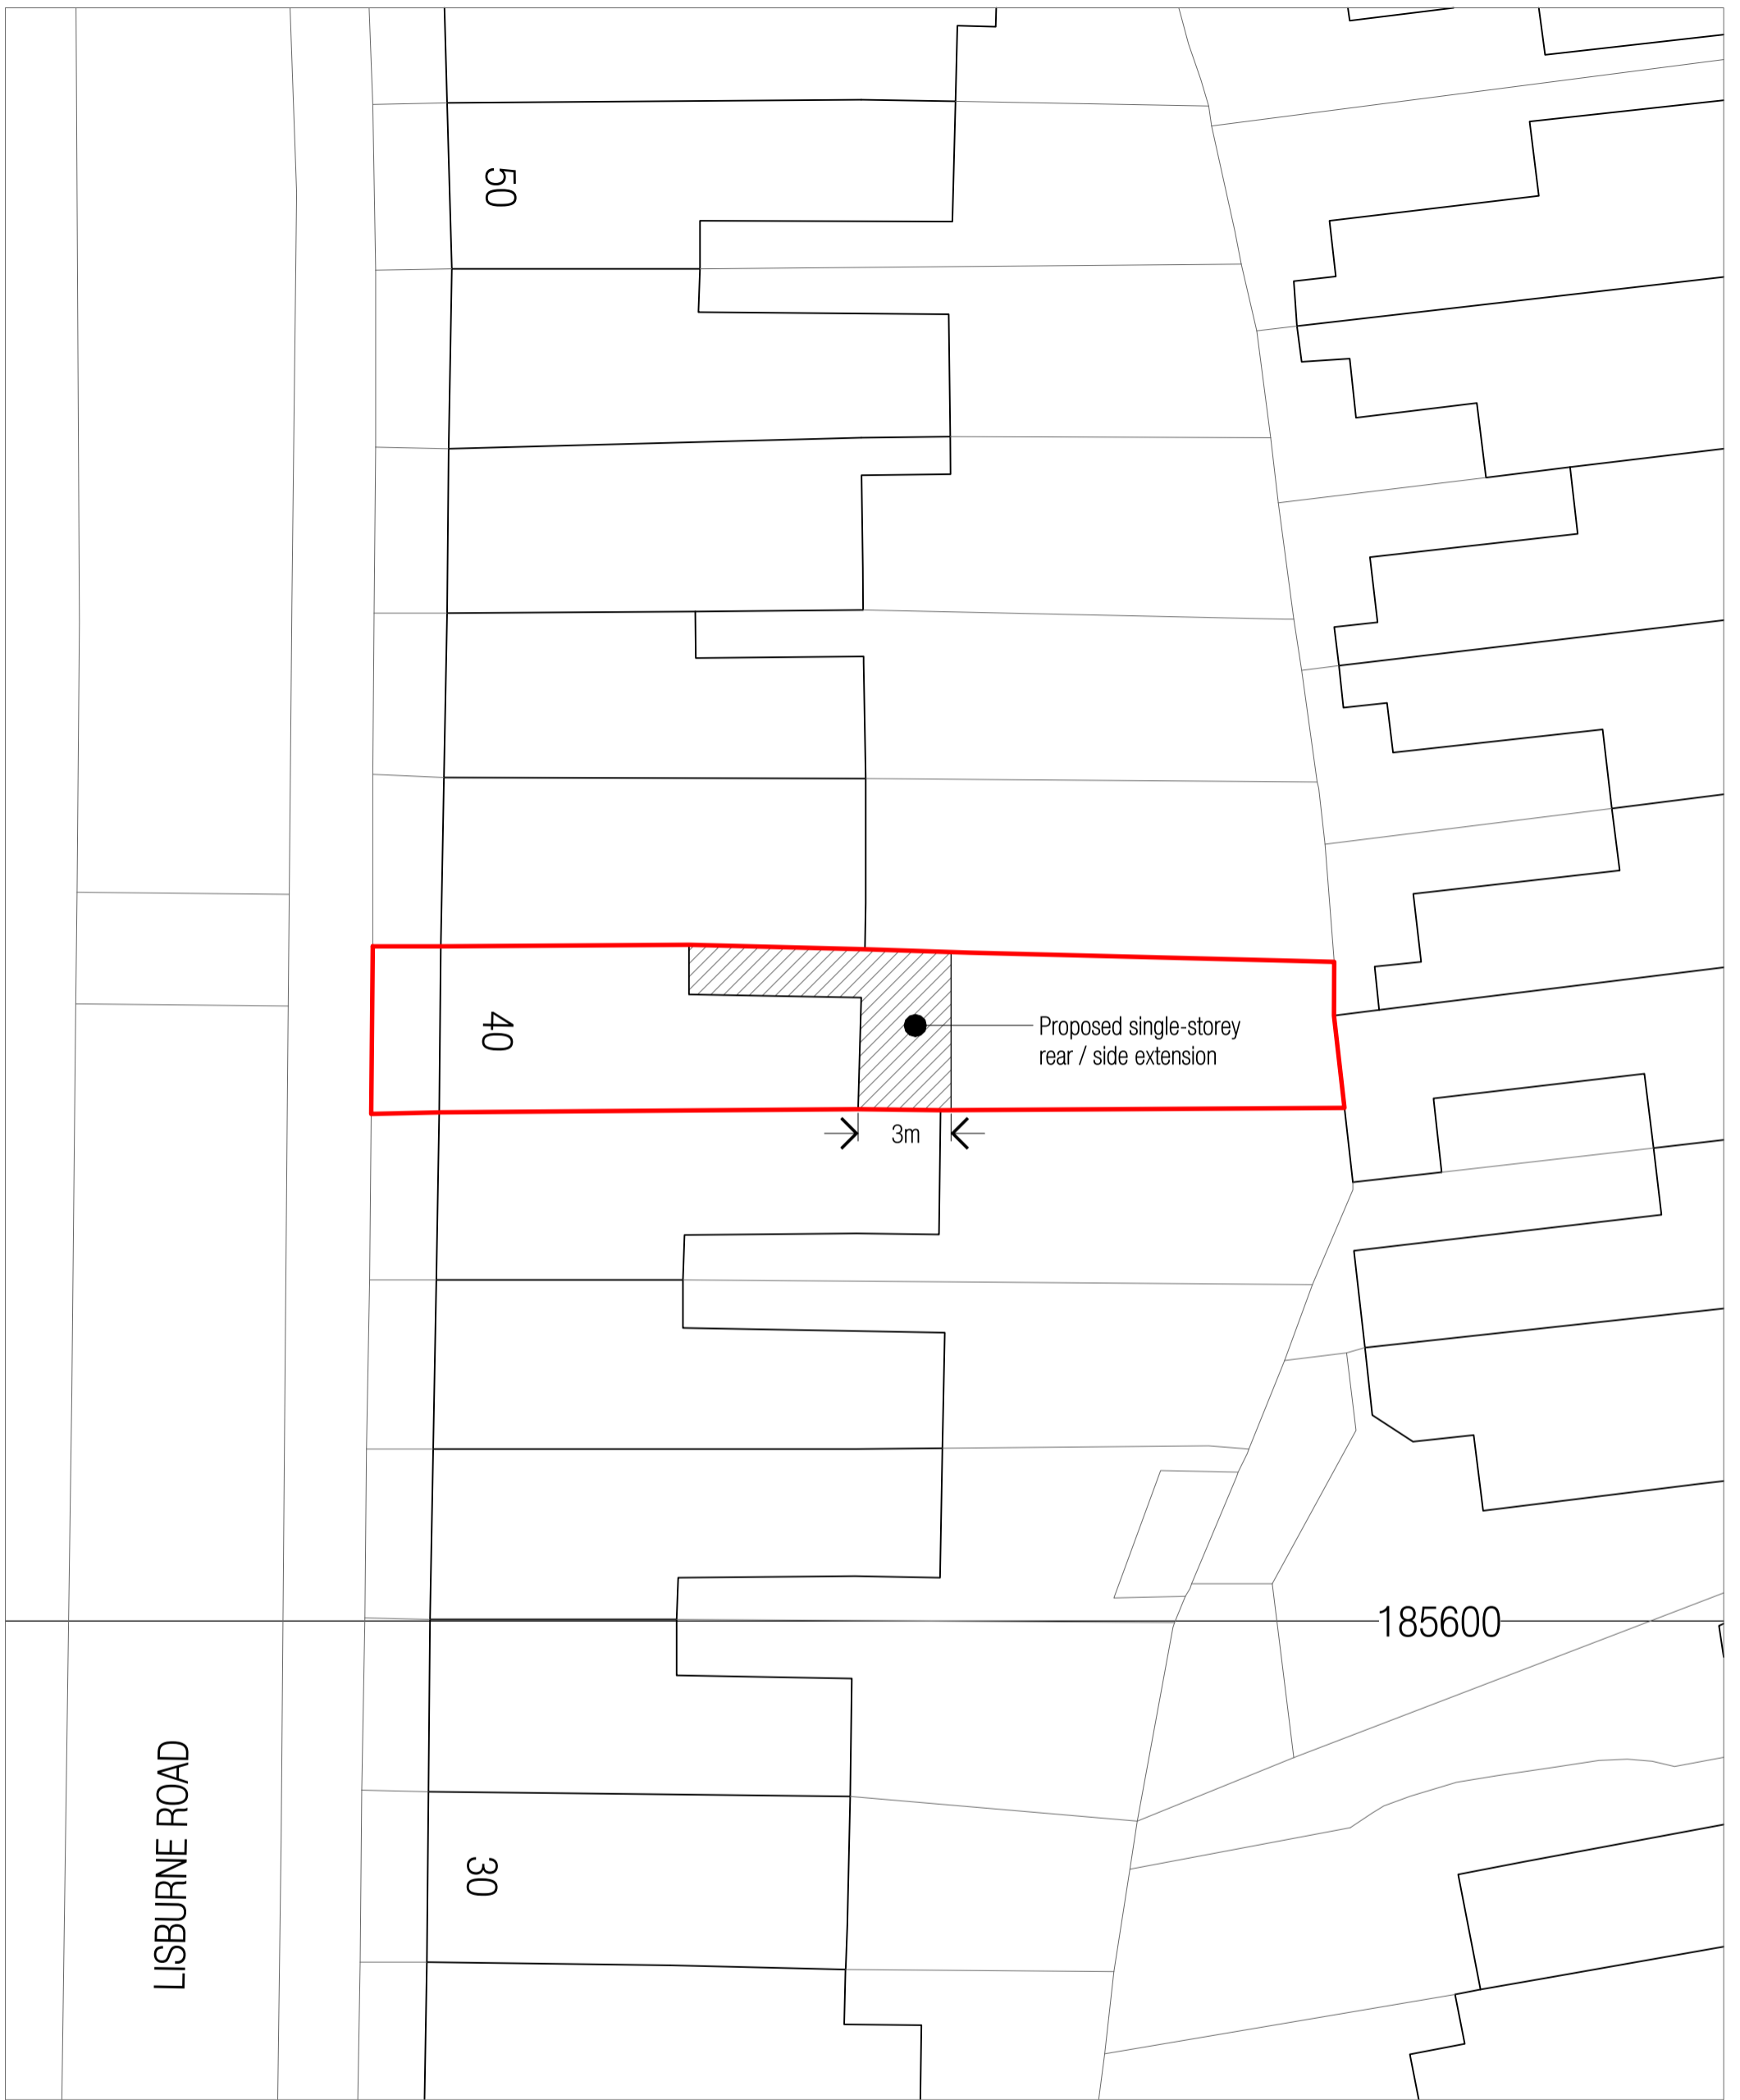 50
40
Proposed single-storey
rear / side extension
3m
185600
LISBURNE ROAD
30